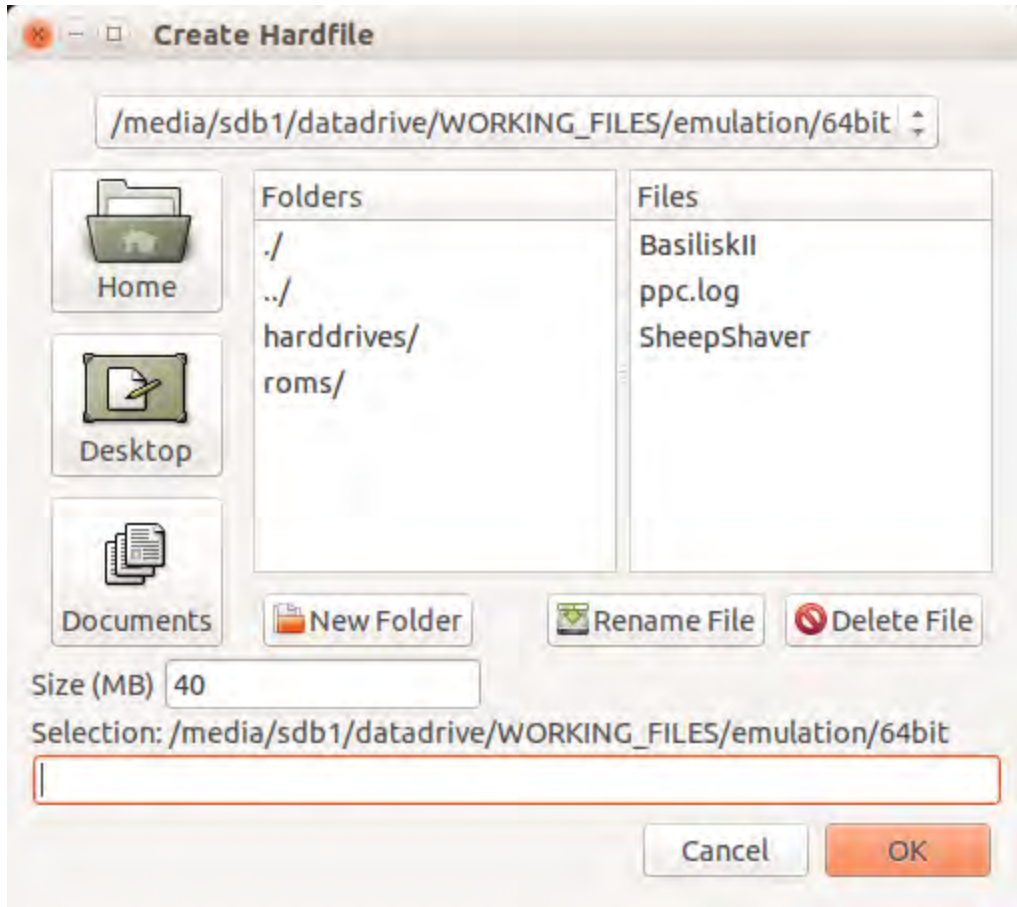 Create Hardfile
/media/sdb1/datadrive/WORKING_FILES/emulation/64bit
Home
Desktop
Documents
Folders
./
../
harddrives/
roms/
Files
BasiliskII
ppc.log
SheepShaver
New Folder
Rename File
Delete File
Size (MB) 40
Selection: /media/sdb1/datadrive/WORKING_FILES/emulation/64bit
Cancel
OK